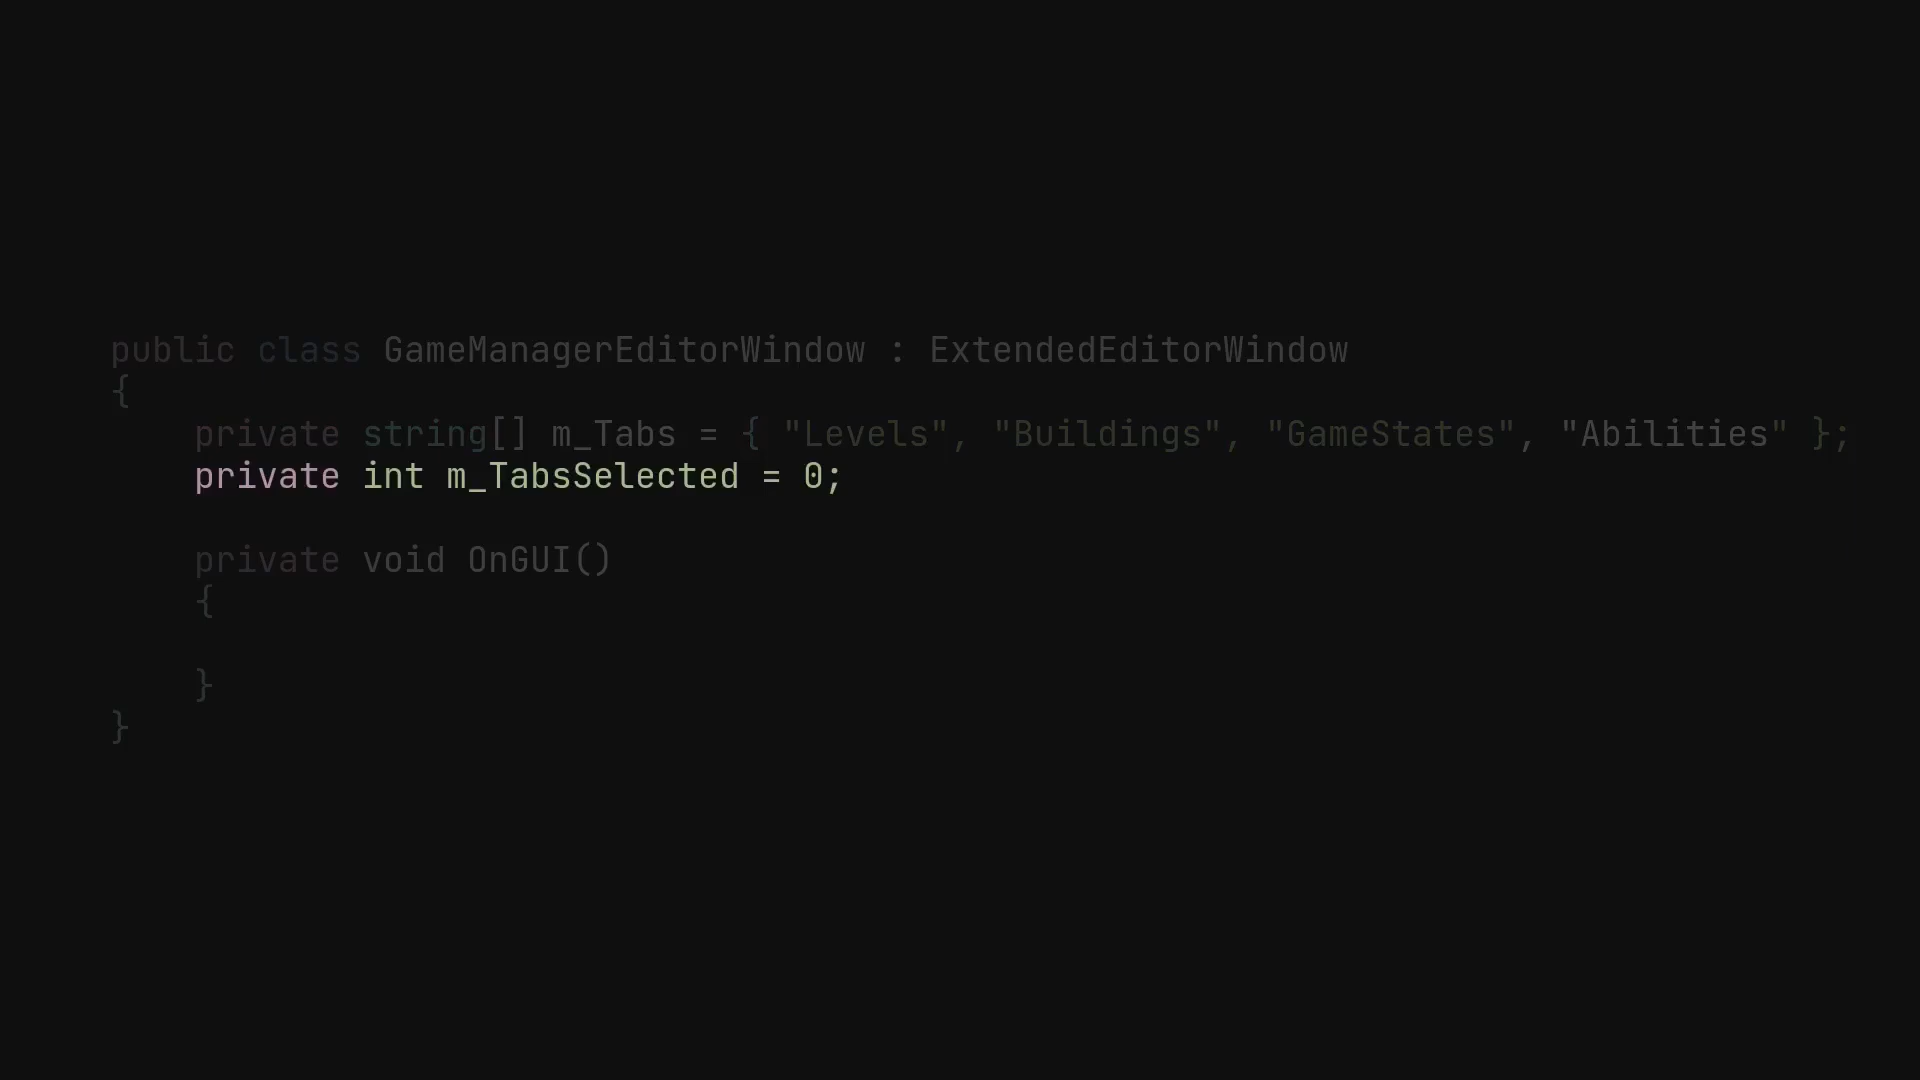 public class GameManagerEditorWindow : ExtendedEditorWindow
{
    private string[] m_Tabs = { "Levels", "Buildings", "GameStates", "Abilities" };
    private int m_TabsSelected = 0;

    private void OnGUI()
    {

    }
}